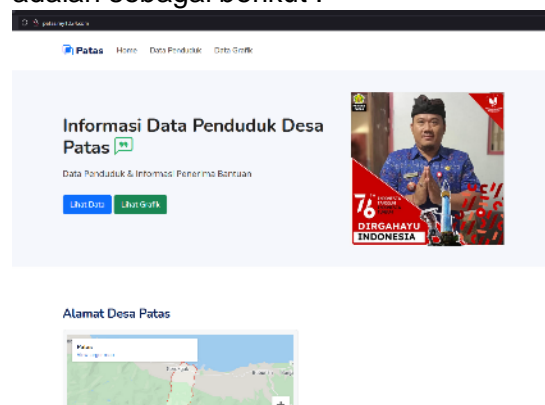 adalah sebagai berikut :
Patas Home Data Penduduk Data Grafik
Informasi Data Penduduk Desa
Patas
Data Penduduk & Informasi Penerima Bantuan
Lihat Data Lihat Grafik
76
DIRGAHAYU
INDONESIA
Alamat Desa Patas
Patas